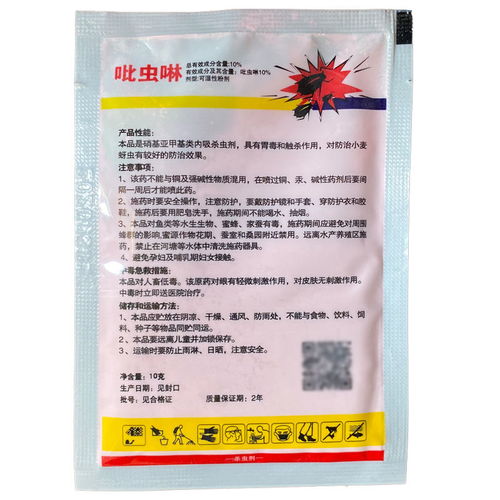 吡虫啉
总有效成分含量:10%
有效成分及其含量: 吡虫啉10%
剂型:可湿性粉剂
产品性能:
本品是硝基亚甲基类内吸杀虫剂，具有胃毒和触杀作用，对防治小麦
蚜虫有较好的防治效果。
注意事项:
1、该药不能与铜及强碱性物质混用，在喷过铜、汞、碱性药剂后要间
隔一周后才能喷此药。
2、施药时要安全操作，注意防护，要戴防护镜和手套、穿防护衣和胶
鞋，施药后要用肥皂洗手，施药期间不能喝水、抽烟。
3、本品对鱼类等水生生物、蜜蜂、家蚕有毒，施药期间应避免对周围
蜂群的影响,蜜源作物花期、蚕室和桑园附近禁用。远离水产养殖区施
药，禁止在河塘等水体中清洗施药器具。
4、避免孕妇及哺乳期妇女接触。
中毒急救措施:
本品对人畜低毒。该原药对眼有轻微刺激作用，对皮肤无刺激作用。
中毒时立即送医院治疗。
储存和运输方法:
1、本品应贮放在阴凉、干燥、通风、防雨处，不能与食物、饮料、饲
料、种子等物品同贮同运。
2、本品要远离儿童并加锁保存。
3、运输时要防止雨淋、日晒，注意安全。
净含量: 10克
生产日期: 见封口
批号: 见合格证 质量保证期: 2年
杀虫剂